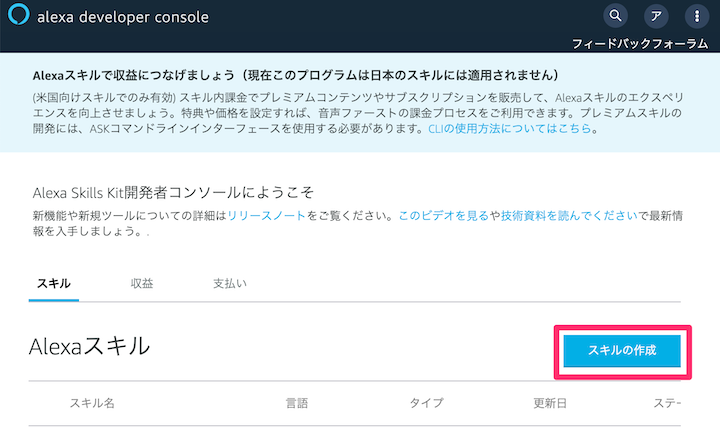 alexa developer console
ア
フィードバックフォーラム
Alexaスキルで収益につなげましょう（現在このプログラムは日本のスキルには適用されません）
(米国向けスキルでのみ有効) スキル内課金でプレミアムコンテンツやサブスクリプションを販売して、Alexaスキルのエクスペリ
エンスを向上させましょう。特典や価格を設定すれば、音声ファーストの課金プロセスをご利用できます。プレミアムスキルの
開発には、ASKコマンドラインインターフェースを使用する必要があります。CLIの使用方法についてはこちら。
Alexa Skills Kit開発者コンソールにようこそ
新機能や新規ツールについての詳細はリリースノートをご覧ください。このビデオを見るや技術資料を読んでくださいで最新情
報を入手しましょう。.
スキル 収益 支払い
Alexaスキル
スキルの作成
スキル名 言語 タイプ 更新日 ステー